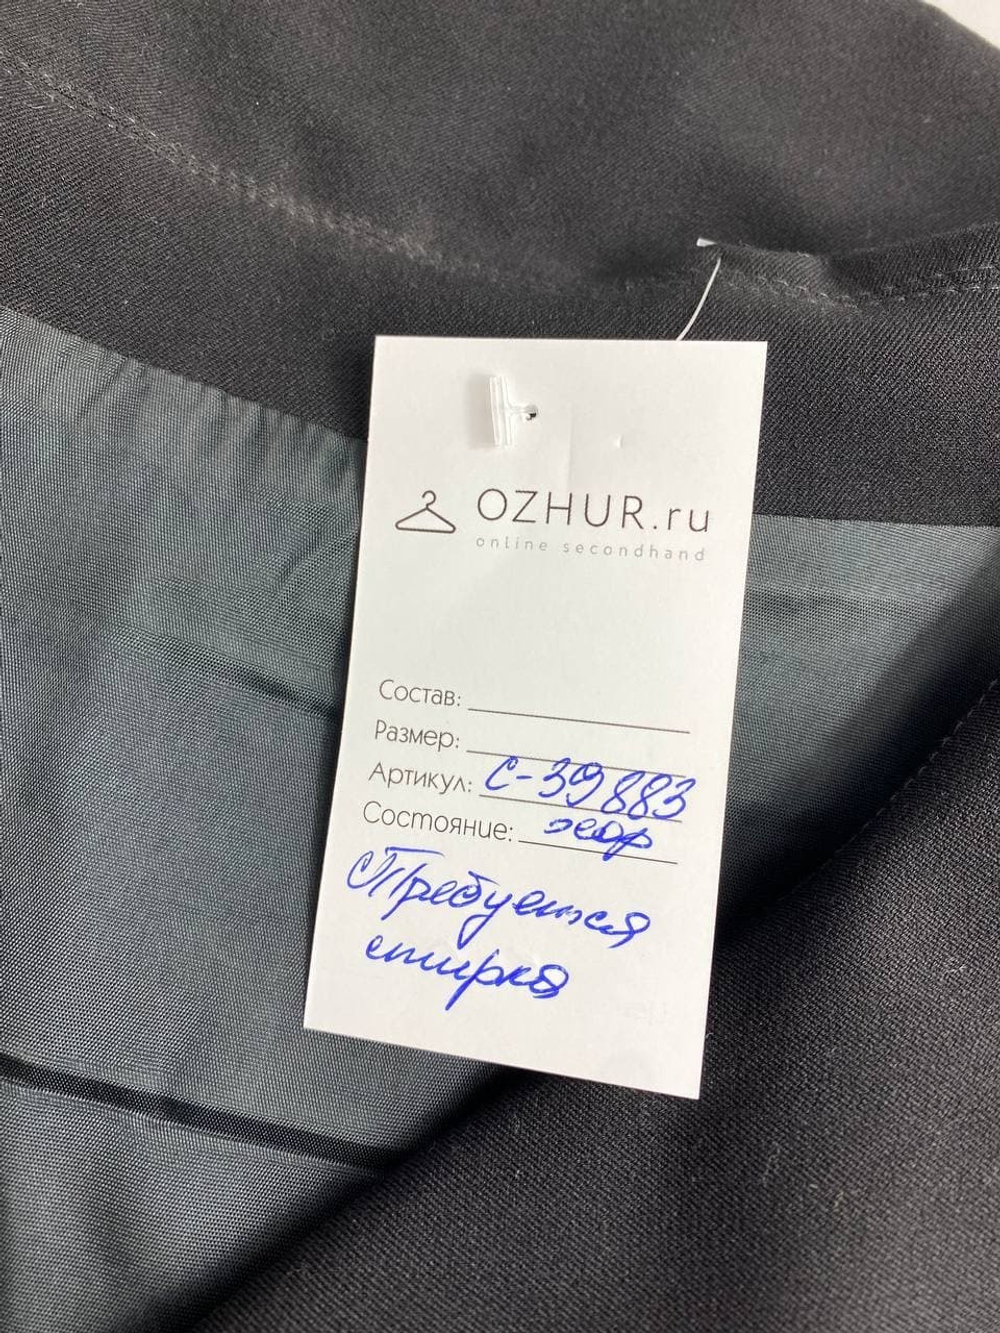 OZHUR.ru
online secondhand
Состав:
Размер:
Артикул: С-39883
Состояние: хор
Требуется
стирка